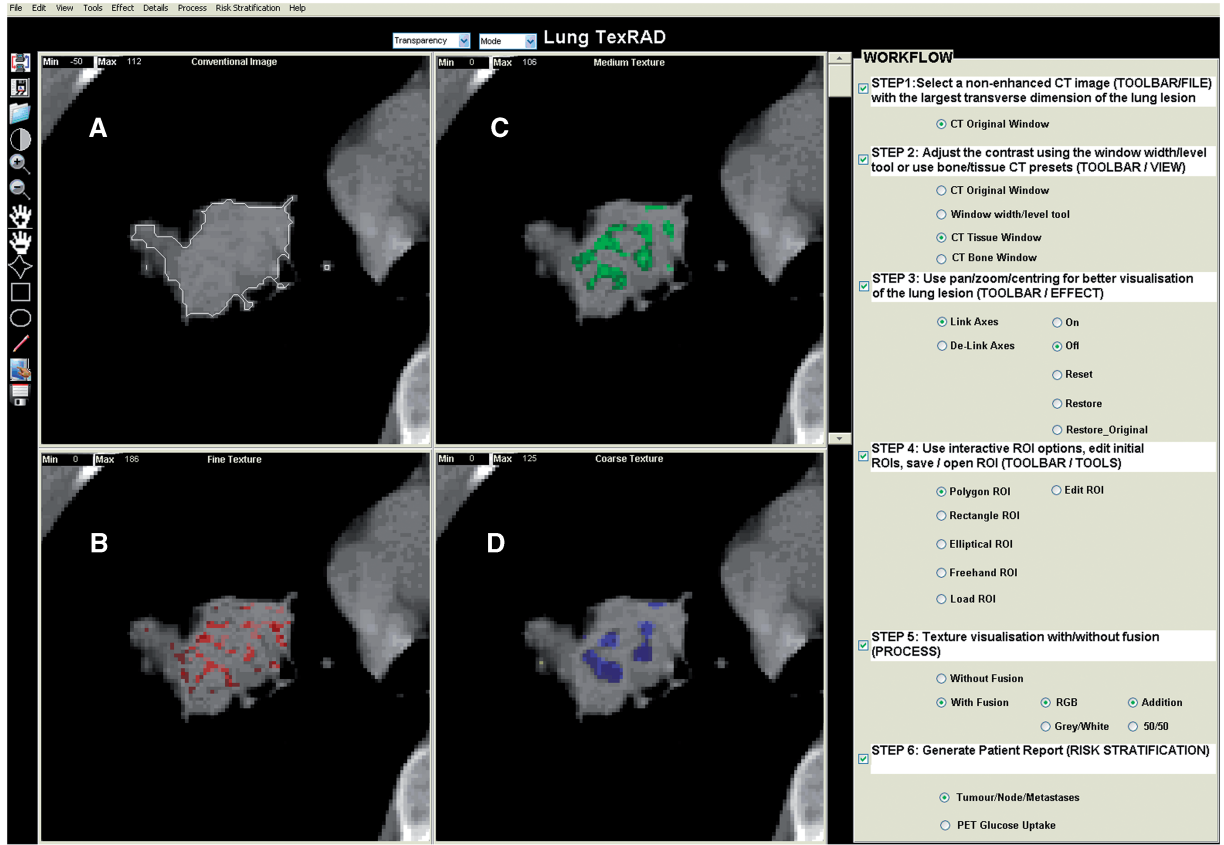 File Edit View Tools Effect Details Process Risk Stratification Help
Transparency Mode Lung TexRAD
Min -50 Max 112 Conventional Image
A
Min 0 Max 106 Medium Texture
C
Min 0 Max 186 Fine Texture
B
Min 0 Max 125 Coarse Texture
D
WORKFLOW
STEP1:Select a non-enhanced CT image (TOOLBAR/FILE)
with the largest transverse dimension of the lung lesion
CT Original Window
STEP 2: Adjust the contrast using the window width/level
tool or use bone/tissue CT presets (TOOLBAR / VIEW)
CT Original Window
Window width/level tool
CT Tissue Window
CT Bone Window
STEP 3: Use pan/zoom/centring for better visualisation
of the lung lesion (TOOLBAR / EFFECT)
Link Axes On
De-Link Axes Off
Reset
Restore
Restore_Original
STEP 4: Use interactive ROI options, edit initial
ROIs, save / open ROI (TOOLBAR / TOOLS)
Polygon ROI Edit ROI
Rectangle ROI
Elliptical ROI
Freehand ROI
Load ROI
STEP 5: Texture visualisation with/without fusion
(PROCESS)
Without Fusion
With Fusion RGB Addition
Grey/White 50/50
STEP 6: Generate Patient Report (RISK STRATIFICATION)
Tumour/Node/Metastases
PET Glucose Uptake